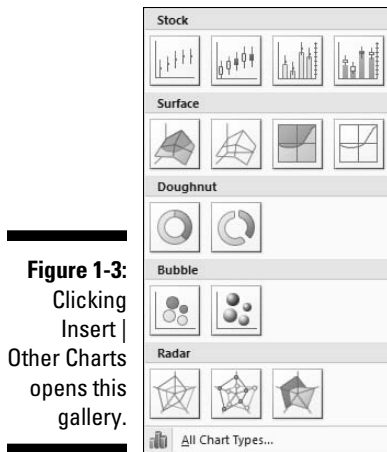 Stock
Surface
Doughnut
Bubble
Radar
All Chart Types...
Figure 1-3:
Clicking
Insert |
Other Charts
opens this
gallery.